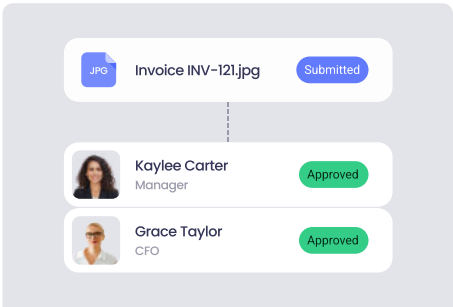 JPG
Invoice INV-121.jpg
Submitted
Kaylee Carter
Manager
Approved
Grace Taylor
CFO
Approved